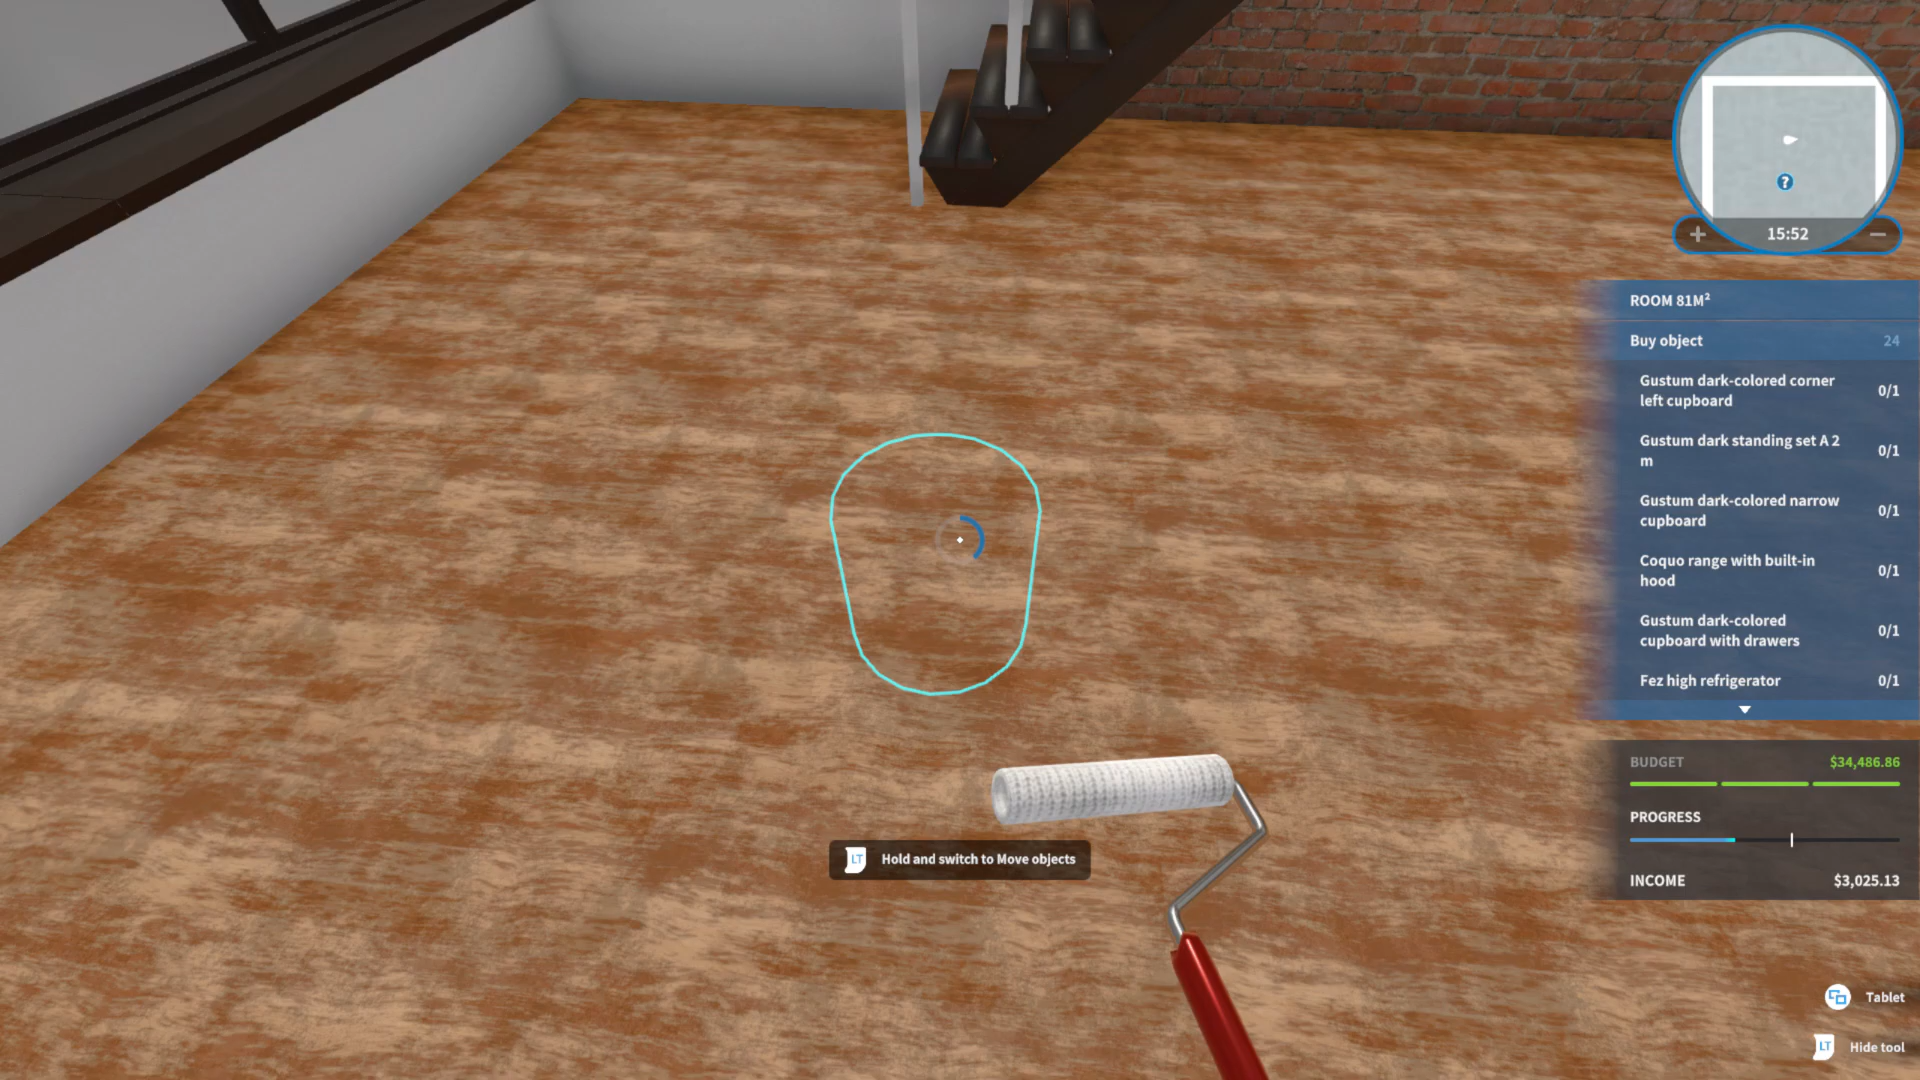 ?
+ 15:52 −
ROOM 81M²
Buy object 24
Gustum dark-colored corner
left cupboard 0/1
Gustum dark standing set A 2
m 0/1
Gustum dark-colored narrow
cupboard 0/1
Coquo range with built-in
hood 0/1
Gustum dark-colored
cupboard with drawers 0/1
Fez high refrigerator 0/1
BUDGET $34,486.86
PROGRESS
INCOME $3,025.13
LT Hold and switch to Move objects
Tablet
LT Hide tool